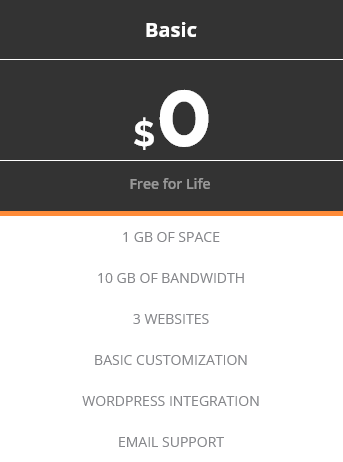 Basic
$0
Free for Life
1 GB OF SPACE
10 GB OF BANDWIDTH
3 WEBSITES
BASIC CUSTOMIZATION
WORDPRESS INTEGRATION
EMAIL SUPPORT